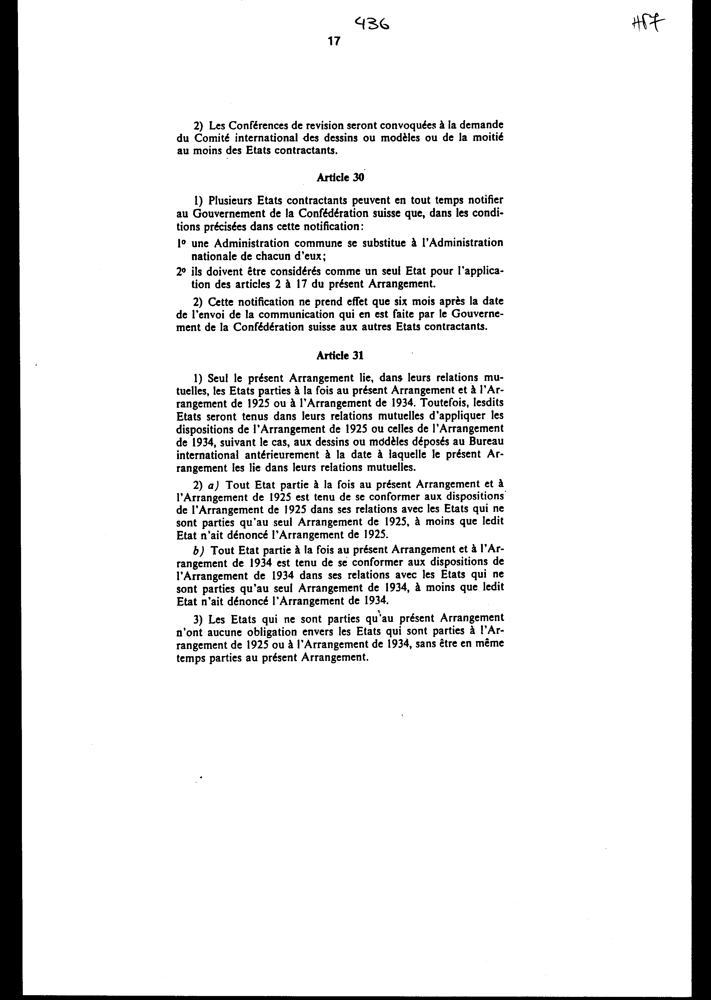 436
17
2) Les Conférences de revision seront convoquées à la demande
du Comité international des dessins ou modèles ou de la moitié
au moins des Etats contractants.
Article 30
1) Plusieurs Etats contractants peuvent en tout temps notifier
au Gouvernement de la Confédération suisse que, dans les condi-
tions précisées dans cette notification:
1º une Administration commune se substitue à l'Administration
nationale de chacun d'eux;
2º ils doivent être considérés comme un seul Etat pour l'applica-
tion des articles 2 à 17 du présent Arrangement.
2) Cette notification ne prend effet que six mois après la date
de l'envoi de la communication qui en est faite par le Gouverne-
ment de la Confédération suisse aux autres Etats contractants.
Article 31
1) Seul le présent Arrangement lie, dans leurs relations mu-
tuelles, les Etats parties à la fois au présent Arrangement et à l'Ar-
rangement de 1925 ou à l'Arrangement de 1934. Toutefois, lesdits
Etats seront tenus dans leurs relations mutuelles d'appliquer les
dispositions de l'Arrangement de 1925 ou celles de l'Arrangement
de 1934, suivant le cas, aux dessins ou modèles déposés au Bureau
international antérieurement à la date à laquelle le présent Ar-
rangement les lie dans leurs relations mutuelles.
2) a) Tout Etat partie à la fois au présent Arrangement et à
l'Arrangement de 1925 est tenu de se conformer aux dispositions
de l'Arrangement de 1925 dans ses relations avec les Etats qui ne
sont parties qu'au seul Arrangement de 1925, à moins que ledit
Etat n'ait dénoncé l'Arrangement de 1925.
b) Tout Etat partie à la fois au présent Arrangement et à l'Ar-
rangement de 1934 est tenu de se conformer aux dispositions de
l'Arrangement de 1934 dans ses relations avec les Etats qui ne
sont parties qu'au seul Arrangement de 1934, à moins que ledit
Etat n'ait dénoncé l'Arrangement de 1934.
3) Les Etats qui ne sont parties qu'au présent Arrangement
n'ont aucune obligation envers les Etats qui sont parties à l'Ar-
rangement de 1925 ou à l'Arrangement de 1934, sans être en même
temps parties au présent Arrangement.